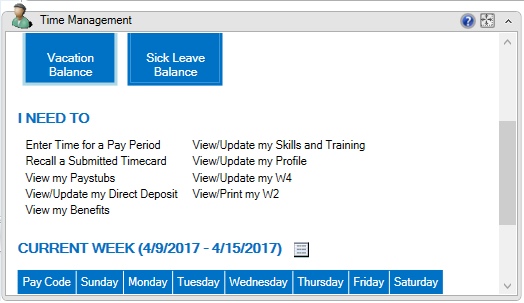 Time Management
Vacation Balance
Sick Leave Balance
I NEED TO
Enter Time for a Pay Period
Recall a Submitted Timecard
View my Paystubs
View/Update my Direct Deposit
View my Benefits
View/Update my Skills and Training
View/Update my Profile
View/Update my W4
View/Print my W2
CURRENT WEEK (4/9/2017 - 4/15/2017)
Pay Code Sunday Monday Tuesday Wednesday Thursday Friday Saturday